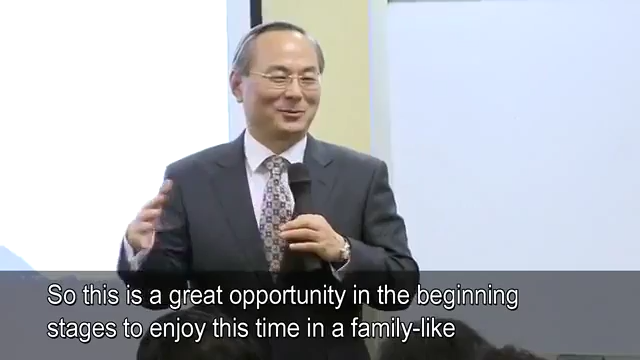 So this is a great opportunity in the beginning
stages to enjoy this time in a family-like